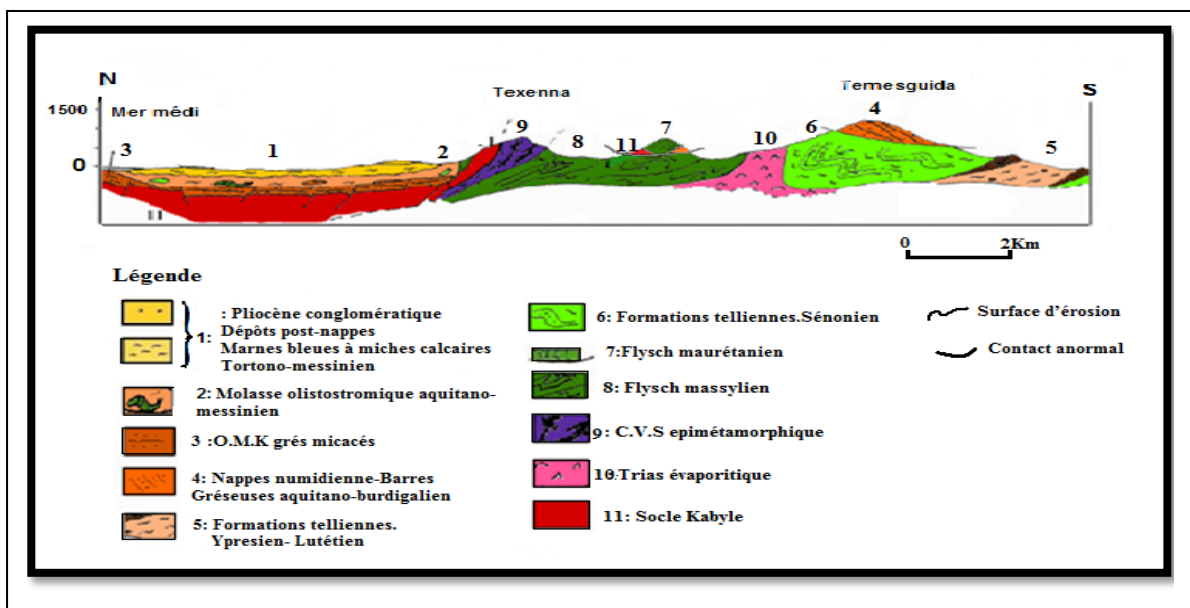 N
S
Texenna
Temesguida
1500
Mer médi
0
3
1
2
9
8
11
7
10
6
4
5
0
2Km
Légende
1:
: Pliocène conglomératique
Dépôts post-nappes
Marnes bleues à miches calcaires
Tortono-messinien
2: Molasse olistostromique aquitano-
messinien
3 :O.M.K grés micacés
4: Nappes numidienne-Barres
Gréseuses aquitano-burdigalien
5: Formations telliennes.
Ypresien- Lutétien
6: Formations telliennes.Sénonien
7:Flysch maurétanien
8: Flysch massylien
9: C.V.S epimétamorphique
10:Trias évaporitique
11: Socle Kabyle
Surface d'érosion
Contact anormal